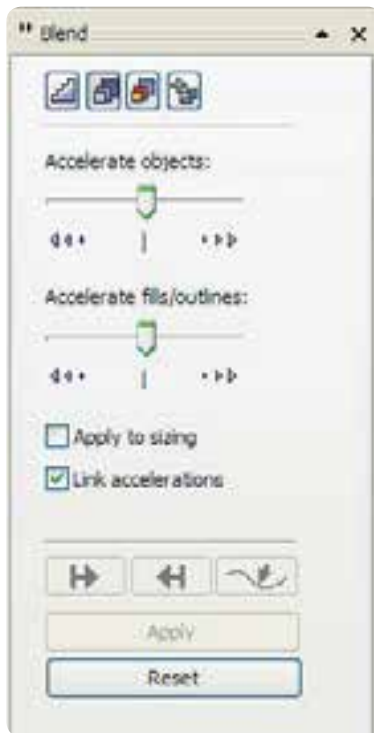 Blend
Accelerate objects:
Accelerate fills/outlines:
Apply to sizing
Link accelerations
Apply
Reset